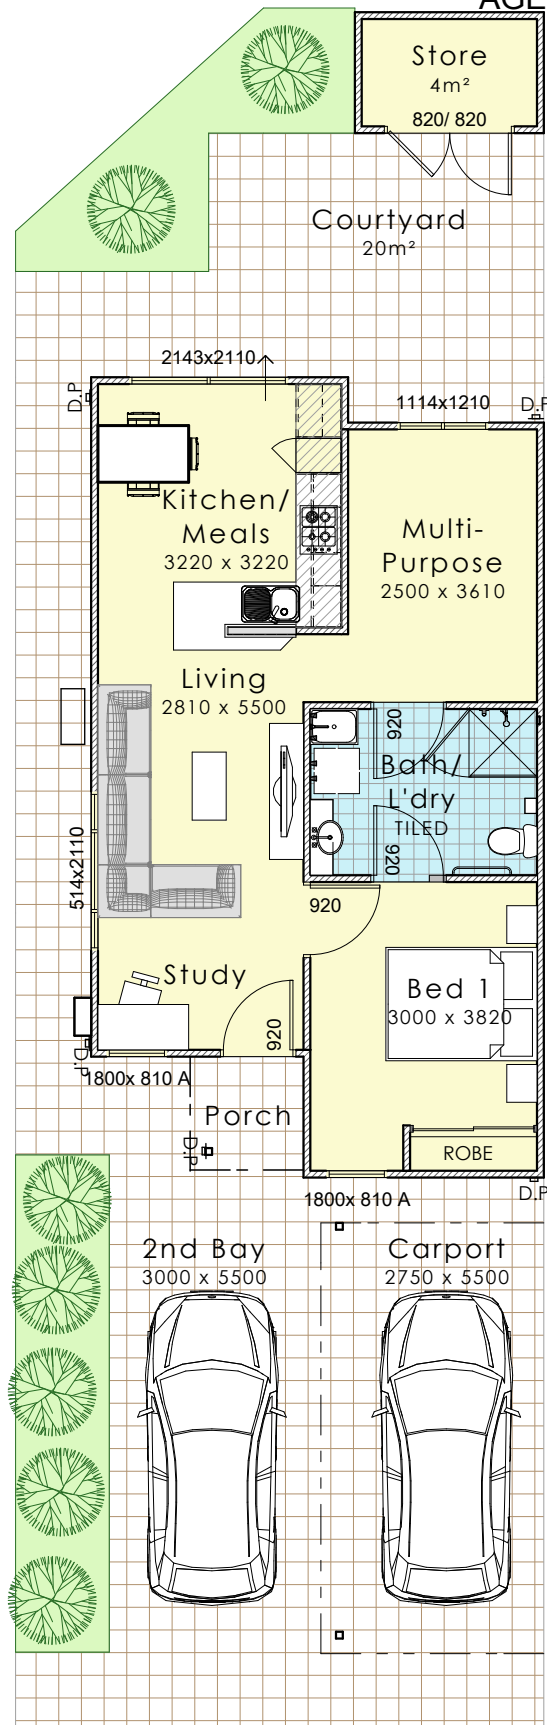 AGE
Store
4m²
820/ 820
Courtyard
20m²
2143x2110
D.P
1114x1210
D.P
Kitchen/
Meals
3220 x 3220
Multi-
Purpose
2500 x 3610
Living
2810 x 5500
920
Bath/
L'dry
TILED
920
514x2110
920
Study
Bed 1
3000 x 3820
920
D.P
1800x 810 A
Porch
D.P
ROBE
1800x 810 A
D.P
2nd Bay
3000 x 5500
Carport
2750 x 5500